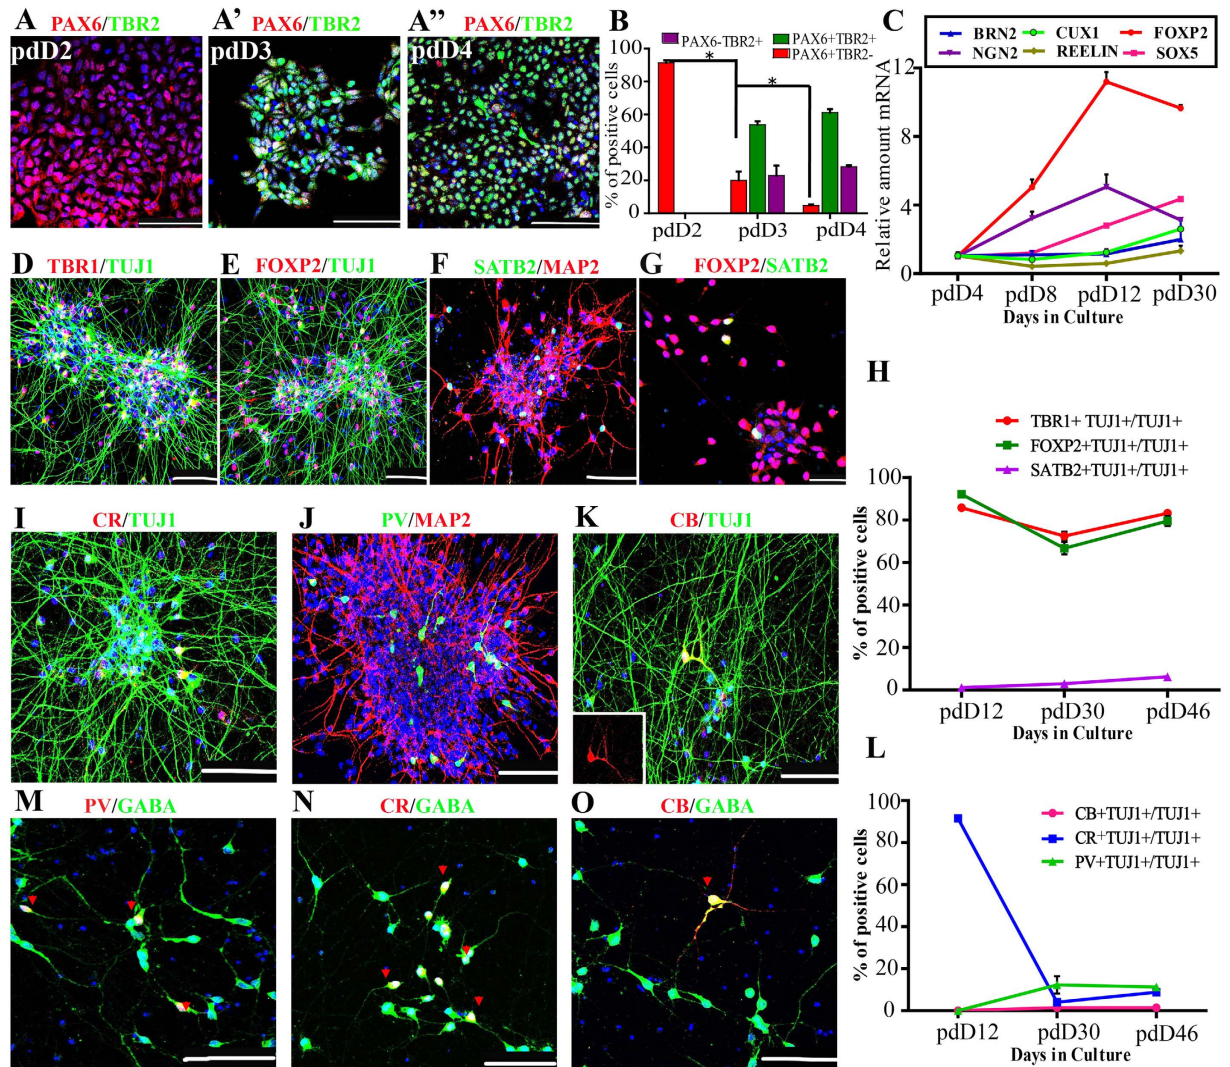 A PAX6/TBR2
pdD2
A' PAX6/TBR2
pdD3
A'' PAX6/TBR2
pdD4
B
PAX6-TBR2+
PAX6+TBR2+
PAX6+TBR2-
% of positive cells
100
80
60
40
20
0
*
*
pdD2 pdD3 pdD4
C
BRN2 CUX1 FOXP2
NGN2 REELIN SOX5
Relative amount mRNA
12
8
4
0
pdD4 pdD8 pdD12 pdD30
Days in Culture
D TBR1/TUJ1
E FOXP2/TUJ1
F SATB2/MAP2
G FOXP2/SATB2
H
TBR1+ TUJ1+/TUJ1+
FOXP2+TUJ1+/TUJ1+
SATB2+TUJ1+/TUJ1+
% of positive cells
100
80
60
40
20
0
pdD12 pdD30 pdD46
Days in Culture
I CR/TUJ1
J PV/MAP2
K CB/TUJ1
L
CB+TUJ1+/TUJ1+
CR+TUJ1+/TUJ1+
PV+TUJ1+/TUJ1+
% of positive cells
100
80
60
40
20
0
pdD12 pdD30 pdD46
Days in Culture
M PV/GABA
N CR/GABA
O CB/GABA